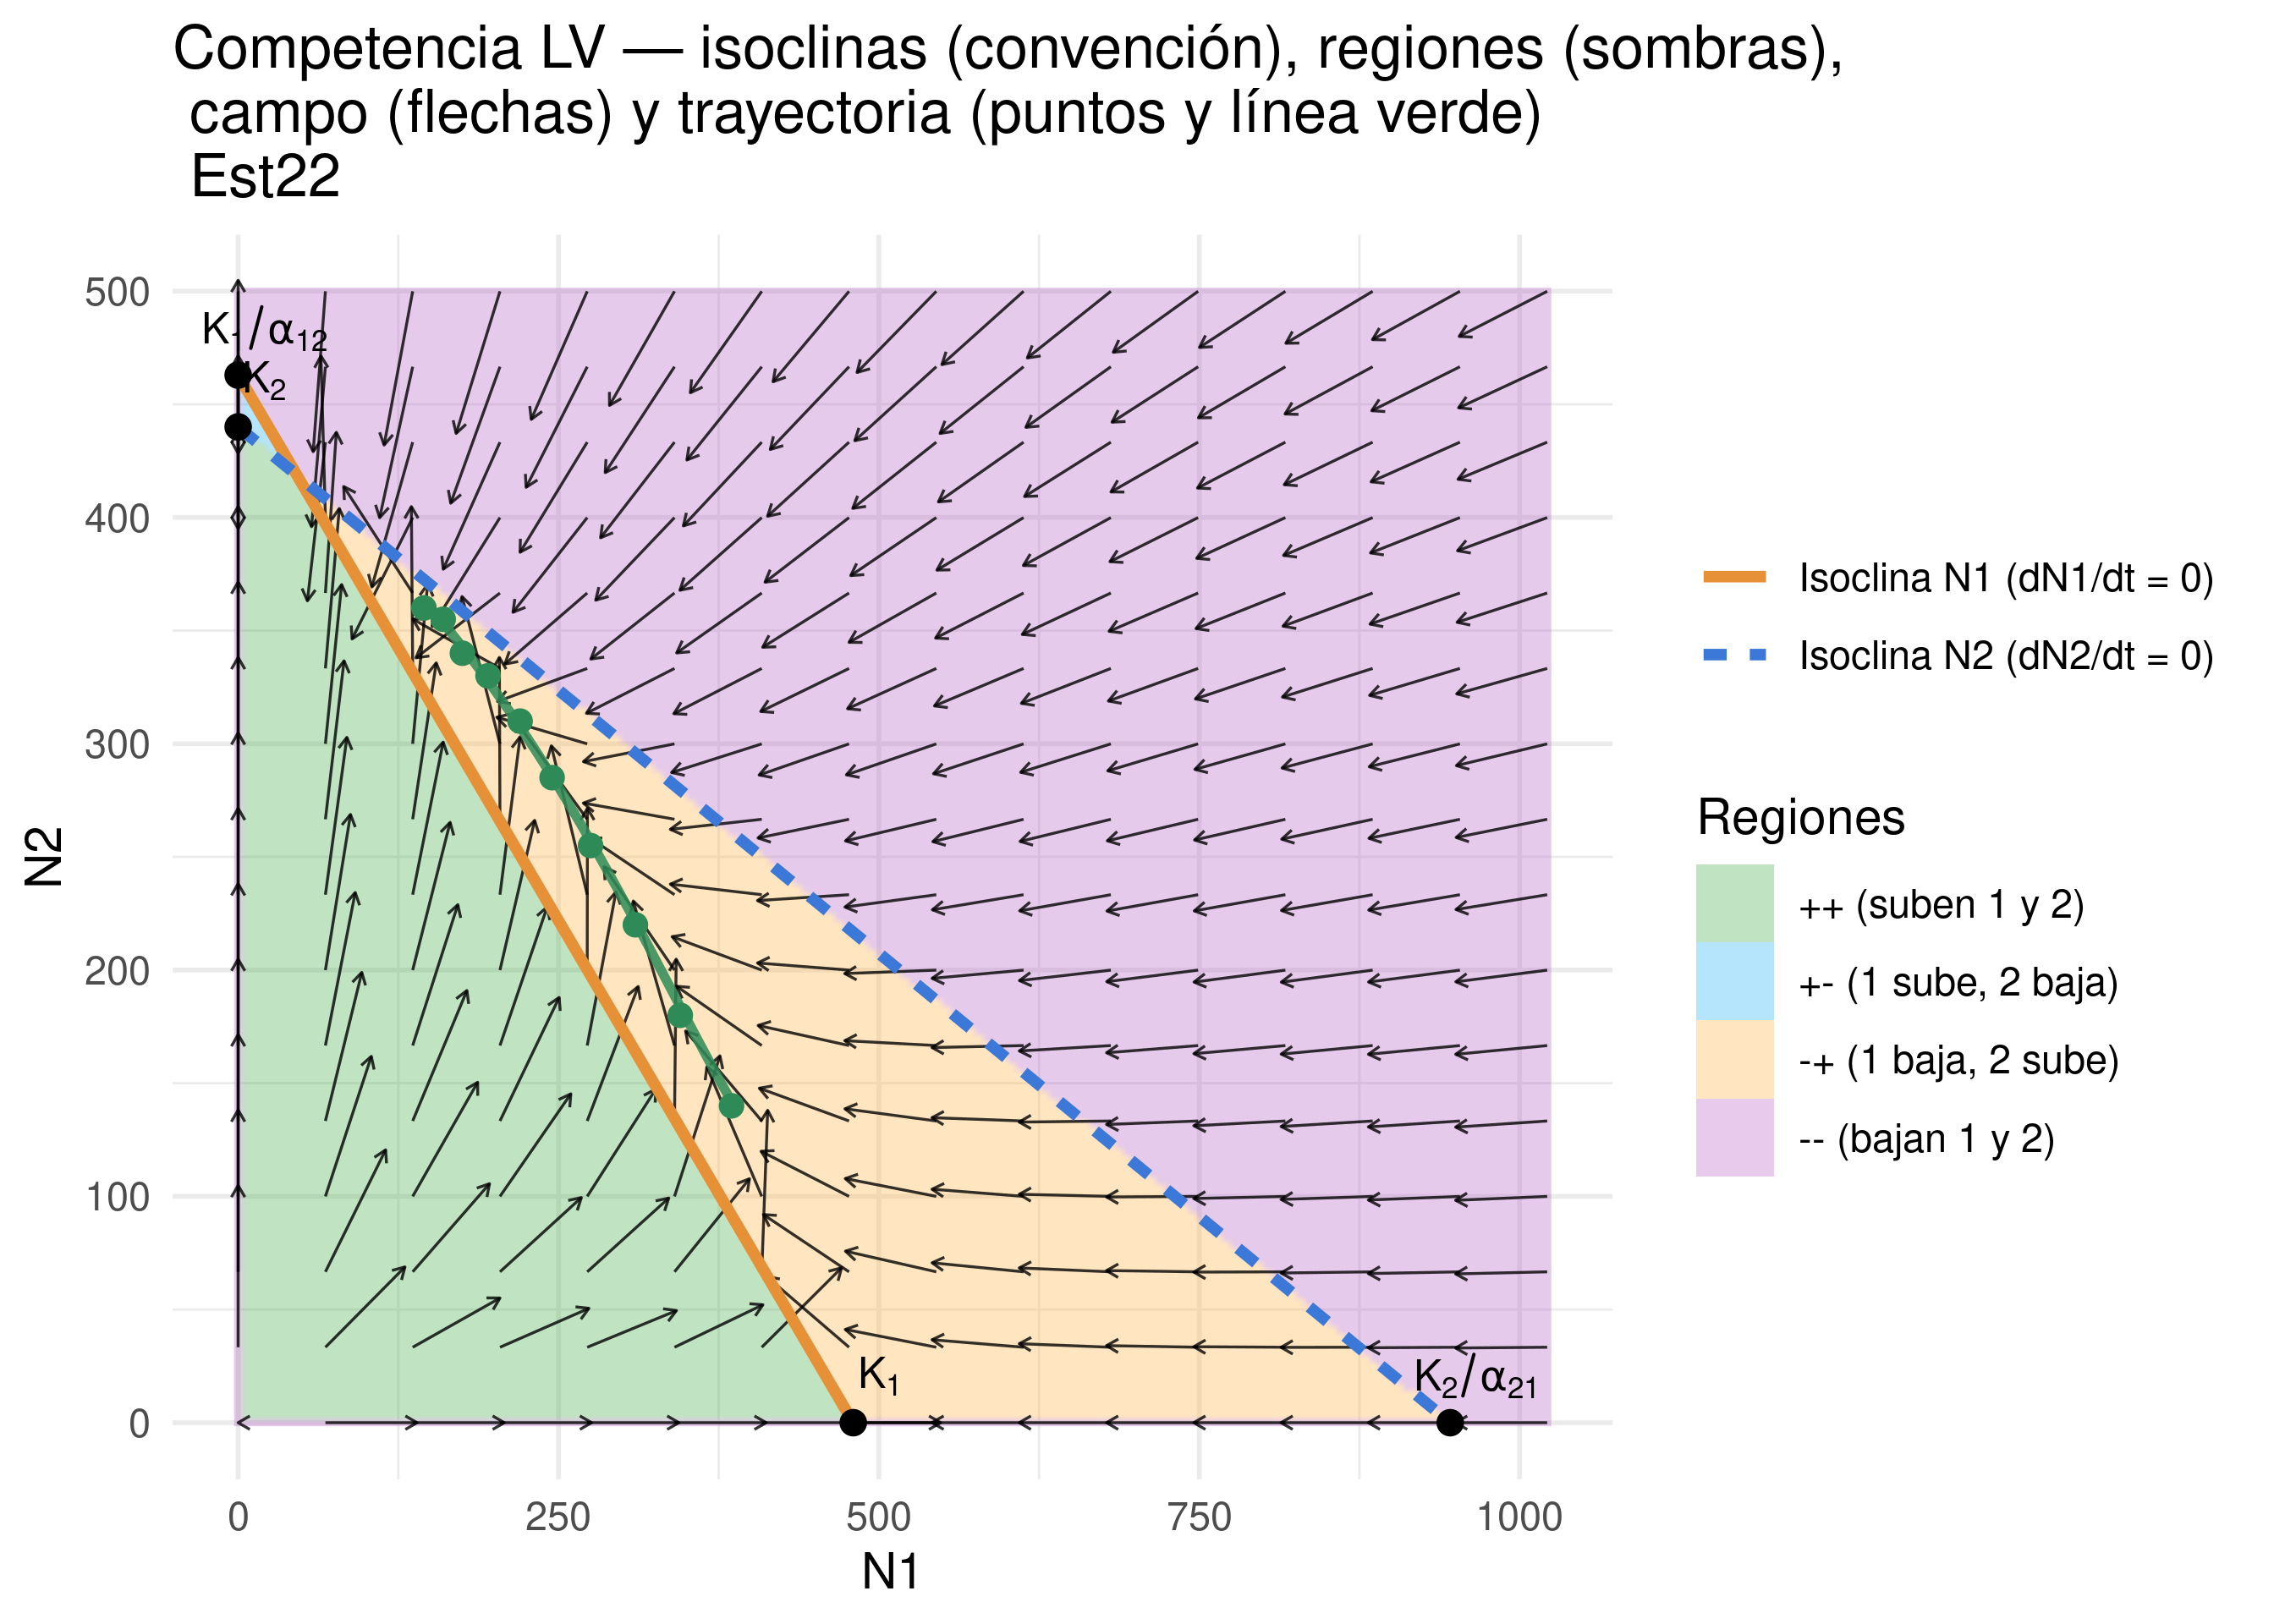 Competencia LV — isoclinas (convención), regiones (sombras),
campo (flechas) y trayectoria (puntos y línea verde)
Est22
500
400
300
200
100
0
N2
K₁/α₁₂
K₂
K₁
K₂/α₂₁
0
250
500
750
1000
N1
Isoclina N1 (dN1/dt = 0)
Isoclina N2 (dN2/dt = 0)
Regiones
++ (suben 1 y 2)
+- (1 sube, 2 baja)
-+ (1 baja, 2 sube)
-- (bajan 1 y 2)